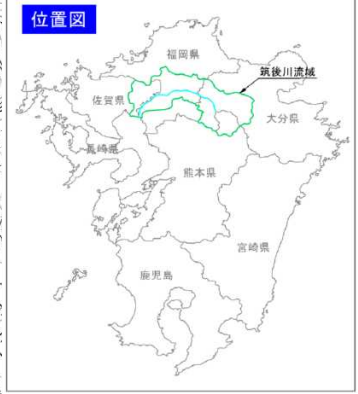 位置図
福岡県
筑後川流域
佐賀県
大分県
長崎県
熊本県
宮崎県
鹿児島